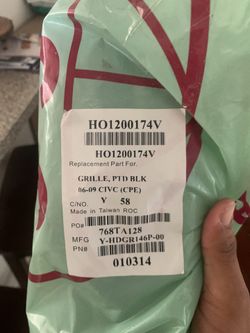 HO1200174V
HO1200174V
Replacement Part For.
GRILLE, PTD BLK
06-09 CIVC (CPE)
C/NO. Y 58
Made in Taiwan ROC
PO# 768TA128
MFG Y-HDGR146P-00
PN#
010314